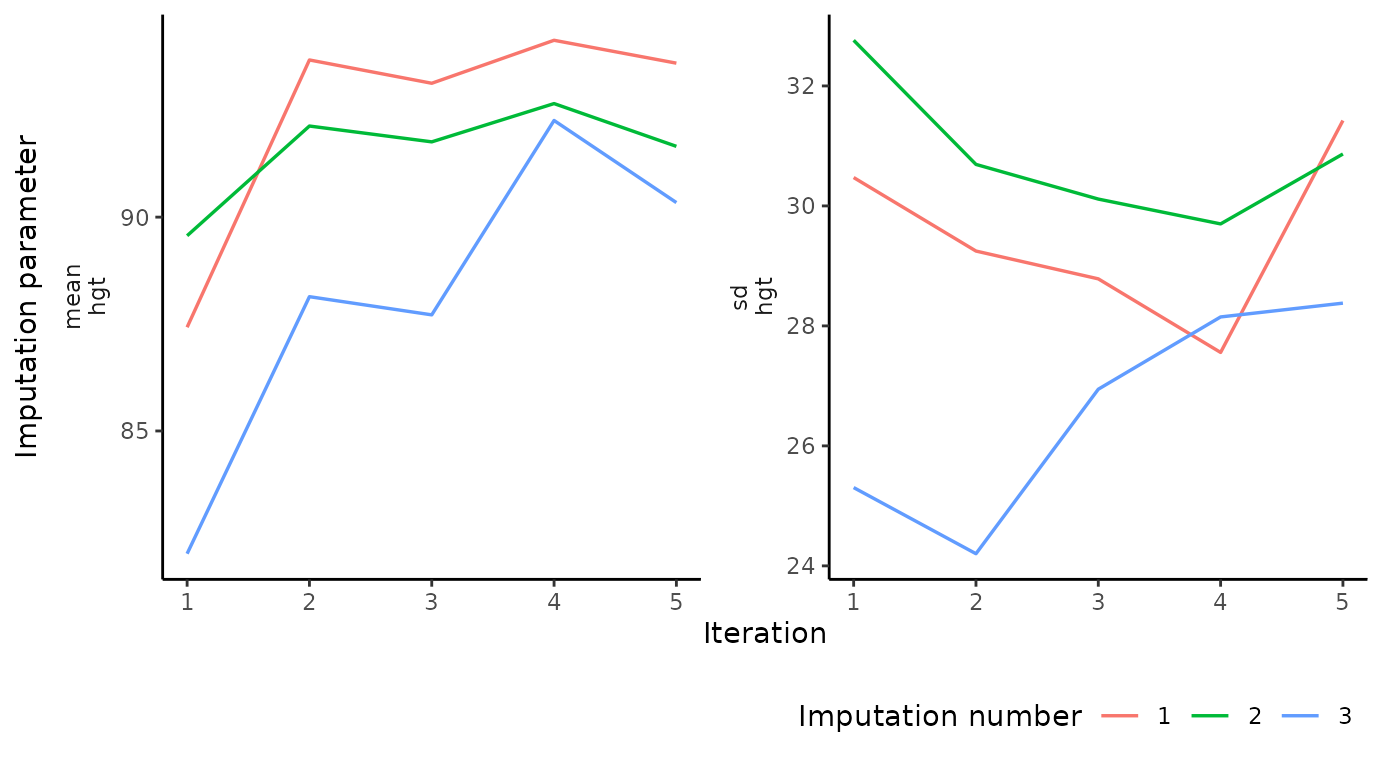 Imputation parameter
mean
hgt
90
85
1 2 3 4 5
sd
hgt
32
30
28
26
24
1 2 3 4 5
Iteration
Imputation number 1 2 3